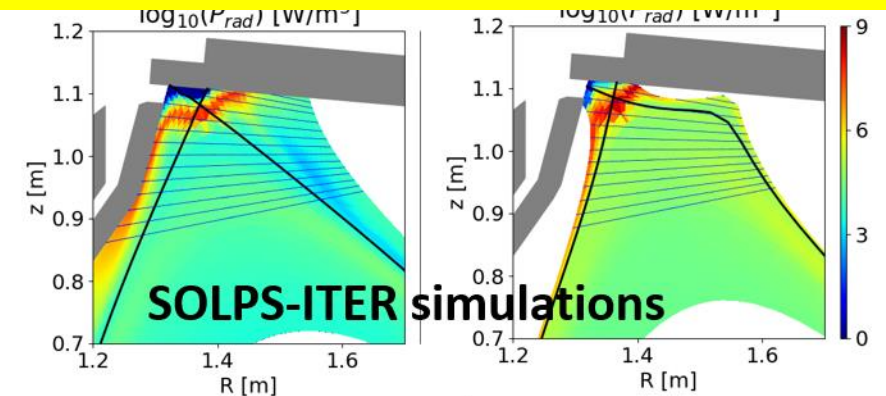 log₁₀(P_rad) [W/m³] log₁₀(P_rad) [W/m³]
1.2 1.2 9
1.1 1.1
z [m] 1.0 z [m] 1.0 6
0.9 0.9
0.8 0.8 3
SOLPS-ITER simulations
0.7 0.7 0
1.2 1.4 1.6 1.2 1.4 1.6
R [m] R [m]